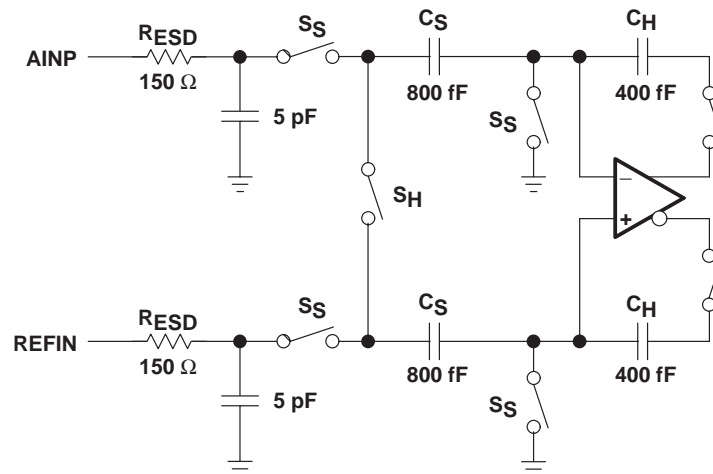 SS
CS
CH
RESD
AINP
150 Ω
5 pF
800 fF
SS
400 fF
SH
−
+
SS
CS
CH
RESD
REFIN
150 Ω
5 pF
800 fF
SS
400 fF